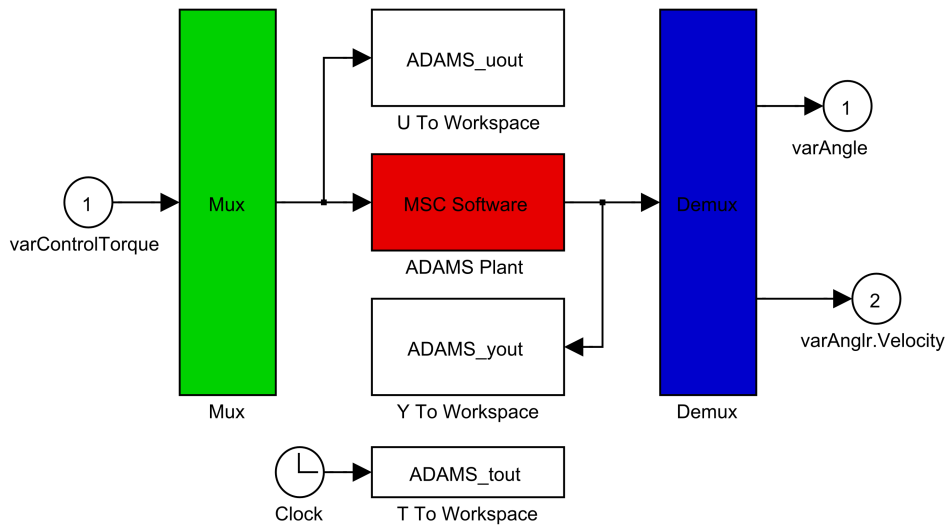 ADAMS_uout
U To Workspace
1
varControlTorque
Mux
Mux
MSC Software
ADAMS Plant
ADAMS_yout
Y To Workspace
Demux
Demux
1
varAngle
2
varAnglr.Velocity
Clock
ADAMS_tout
T To Workspace